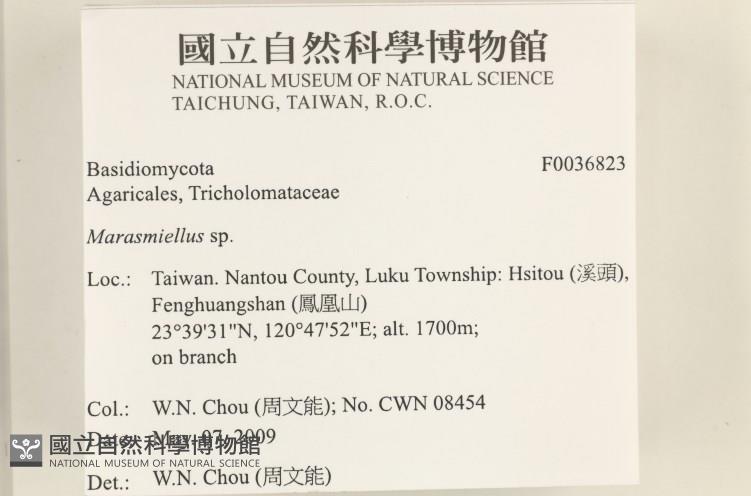 國立自然科學博物館
NATIONAL MUSEUM OF NATURAL SCIENCE
TAICHUNG, TAIWAN, R.O.C.
Basidiomycota F0036823
Agaricales, Tricholomataceae
Marasmiellus sp.
Loc.: Taiwan. Nantou County, Luku Township: Hsitou (溪頭),
Fenghuangshan (鳳凰山)
23°39'31"N, 120°47'52"E; alt. 1700m;
on branch
Col.: W.N. Chou (周文能); No. CWN 08454
Date: 07, 2009
國立自然科學博物館
NATIONAL MUSEUM OF NATURAL SCIENCE
Det.: W.N. Chou (周文能)